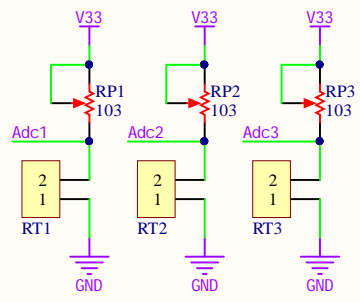 V33 V33 V33
RP1 RP2 RP3
103 103 103
Adc1 Adc2 Adc3
2 2 2
1 1 1
RT1 RT2 RT3
GND GND GND